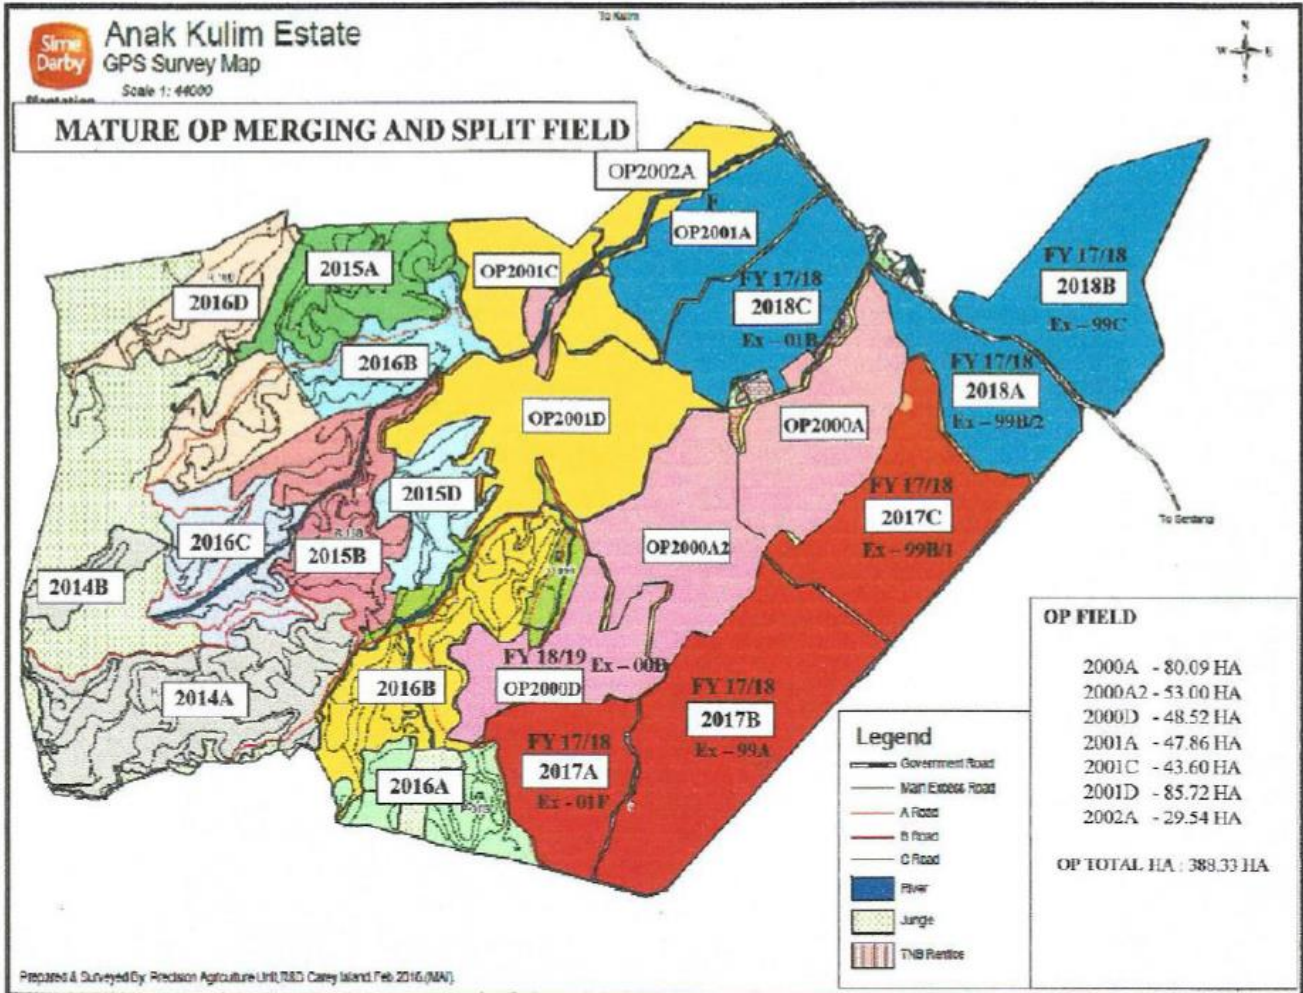 Sime
Darby
Plantation
Anak Kulim Estate
GPS Survey Map
Scale 1: 44000
MATURE OP MERGING AND SPLIT FIELD
To Kulim
N
W
E
S
OP2002A
F
OP2001A
OP2001C
2015A
2016D
FY 17/18
2018B
Ex – 99C
FY 17/18
2018C
Ex – 01B
2016B
FY 17/18
2018A
Ex – 99B/2
OP2001D
OP2000A
2015D
FY 17/18
2017C
Ex – 99B/1
To Serdang
2016C
2015B
OP2000A2
2014B
FY 18/19
Ex – 00D
OP2000D
2014A
2016B
FY 17/18
2017B
Ex – 99A
FY 17/18
2017A
Ex - 01F
2016A
OP FIELD
2000A - 80.09 HA
2000A2 - 53.00 HA
2000D - 48.52 HA
2001A - 47.86 HA
2001C - 43.60 HA
2001D - 85.72 HA
2002A - 29.54 HA
OP TOTAL HA : 388.33 HA
Legend
Government Road
Main Excess Road
A Road
B Road
C Road
River
Jungle
TNB Rentice
Prepared & Surveyed By: Precision Agriculture Unit, R&D Carey Island. Feb 2016.(MAI).